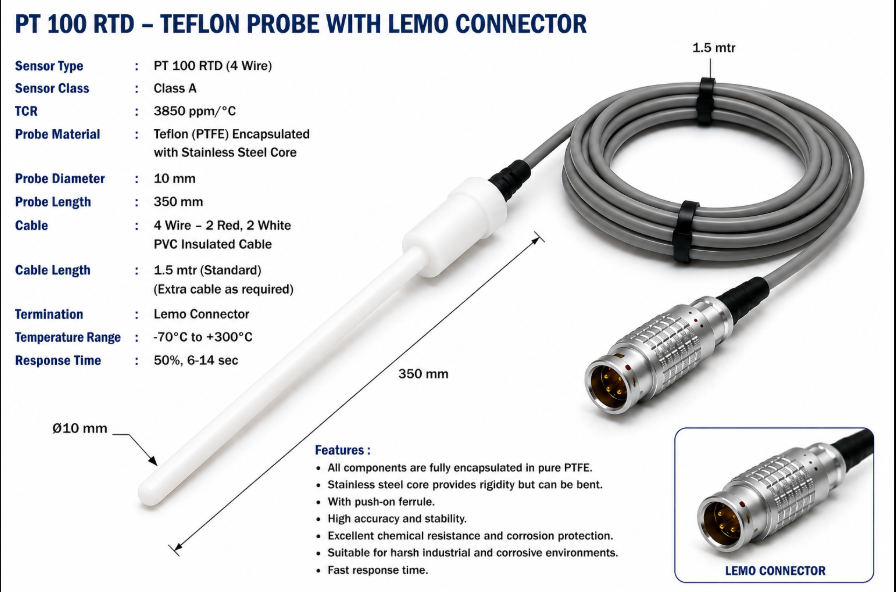 PT 100 RTD – TEFLON PROBE WITH LEMO CONNECTOR
Sensor Type : PT 100 RTD (4 Wire)
Sensor Class : Class A
TCR : 3850 ppm/°C
Probe Material : Teflon (PTFE) Encapsulated
with Stainless Steel Core
Probe Diameter : 10 mm
Probe Length : 350 mm
Cable : 4 Wire – 2 Red, 2 White
PVC Insulated Cable
Cable Length : 1.5 mtr (Standard)
(Extra cable as required)
Termination : Lemo Connector
Temperature Range : -70°C to +300°C
Response Time : 50%, 6-14 sec
1.5 mtr
350 mm
Ø10 mm
Features :
• All components are fully encapsulated in pure PTFE.
• Stainless steel core provides rigidity but can be bent.
• With push-on ferrule.
• High accuracy and stability.
• Excellent chemical resistance and corrosion protection.
• Suitable for harsh industrial and corrosive environments.
• Fast response time.
LEMO CONNECTOR